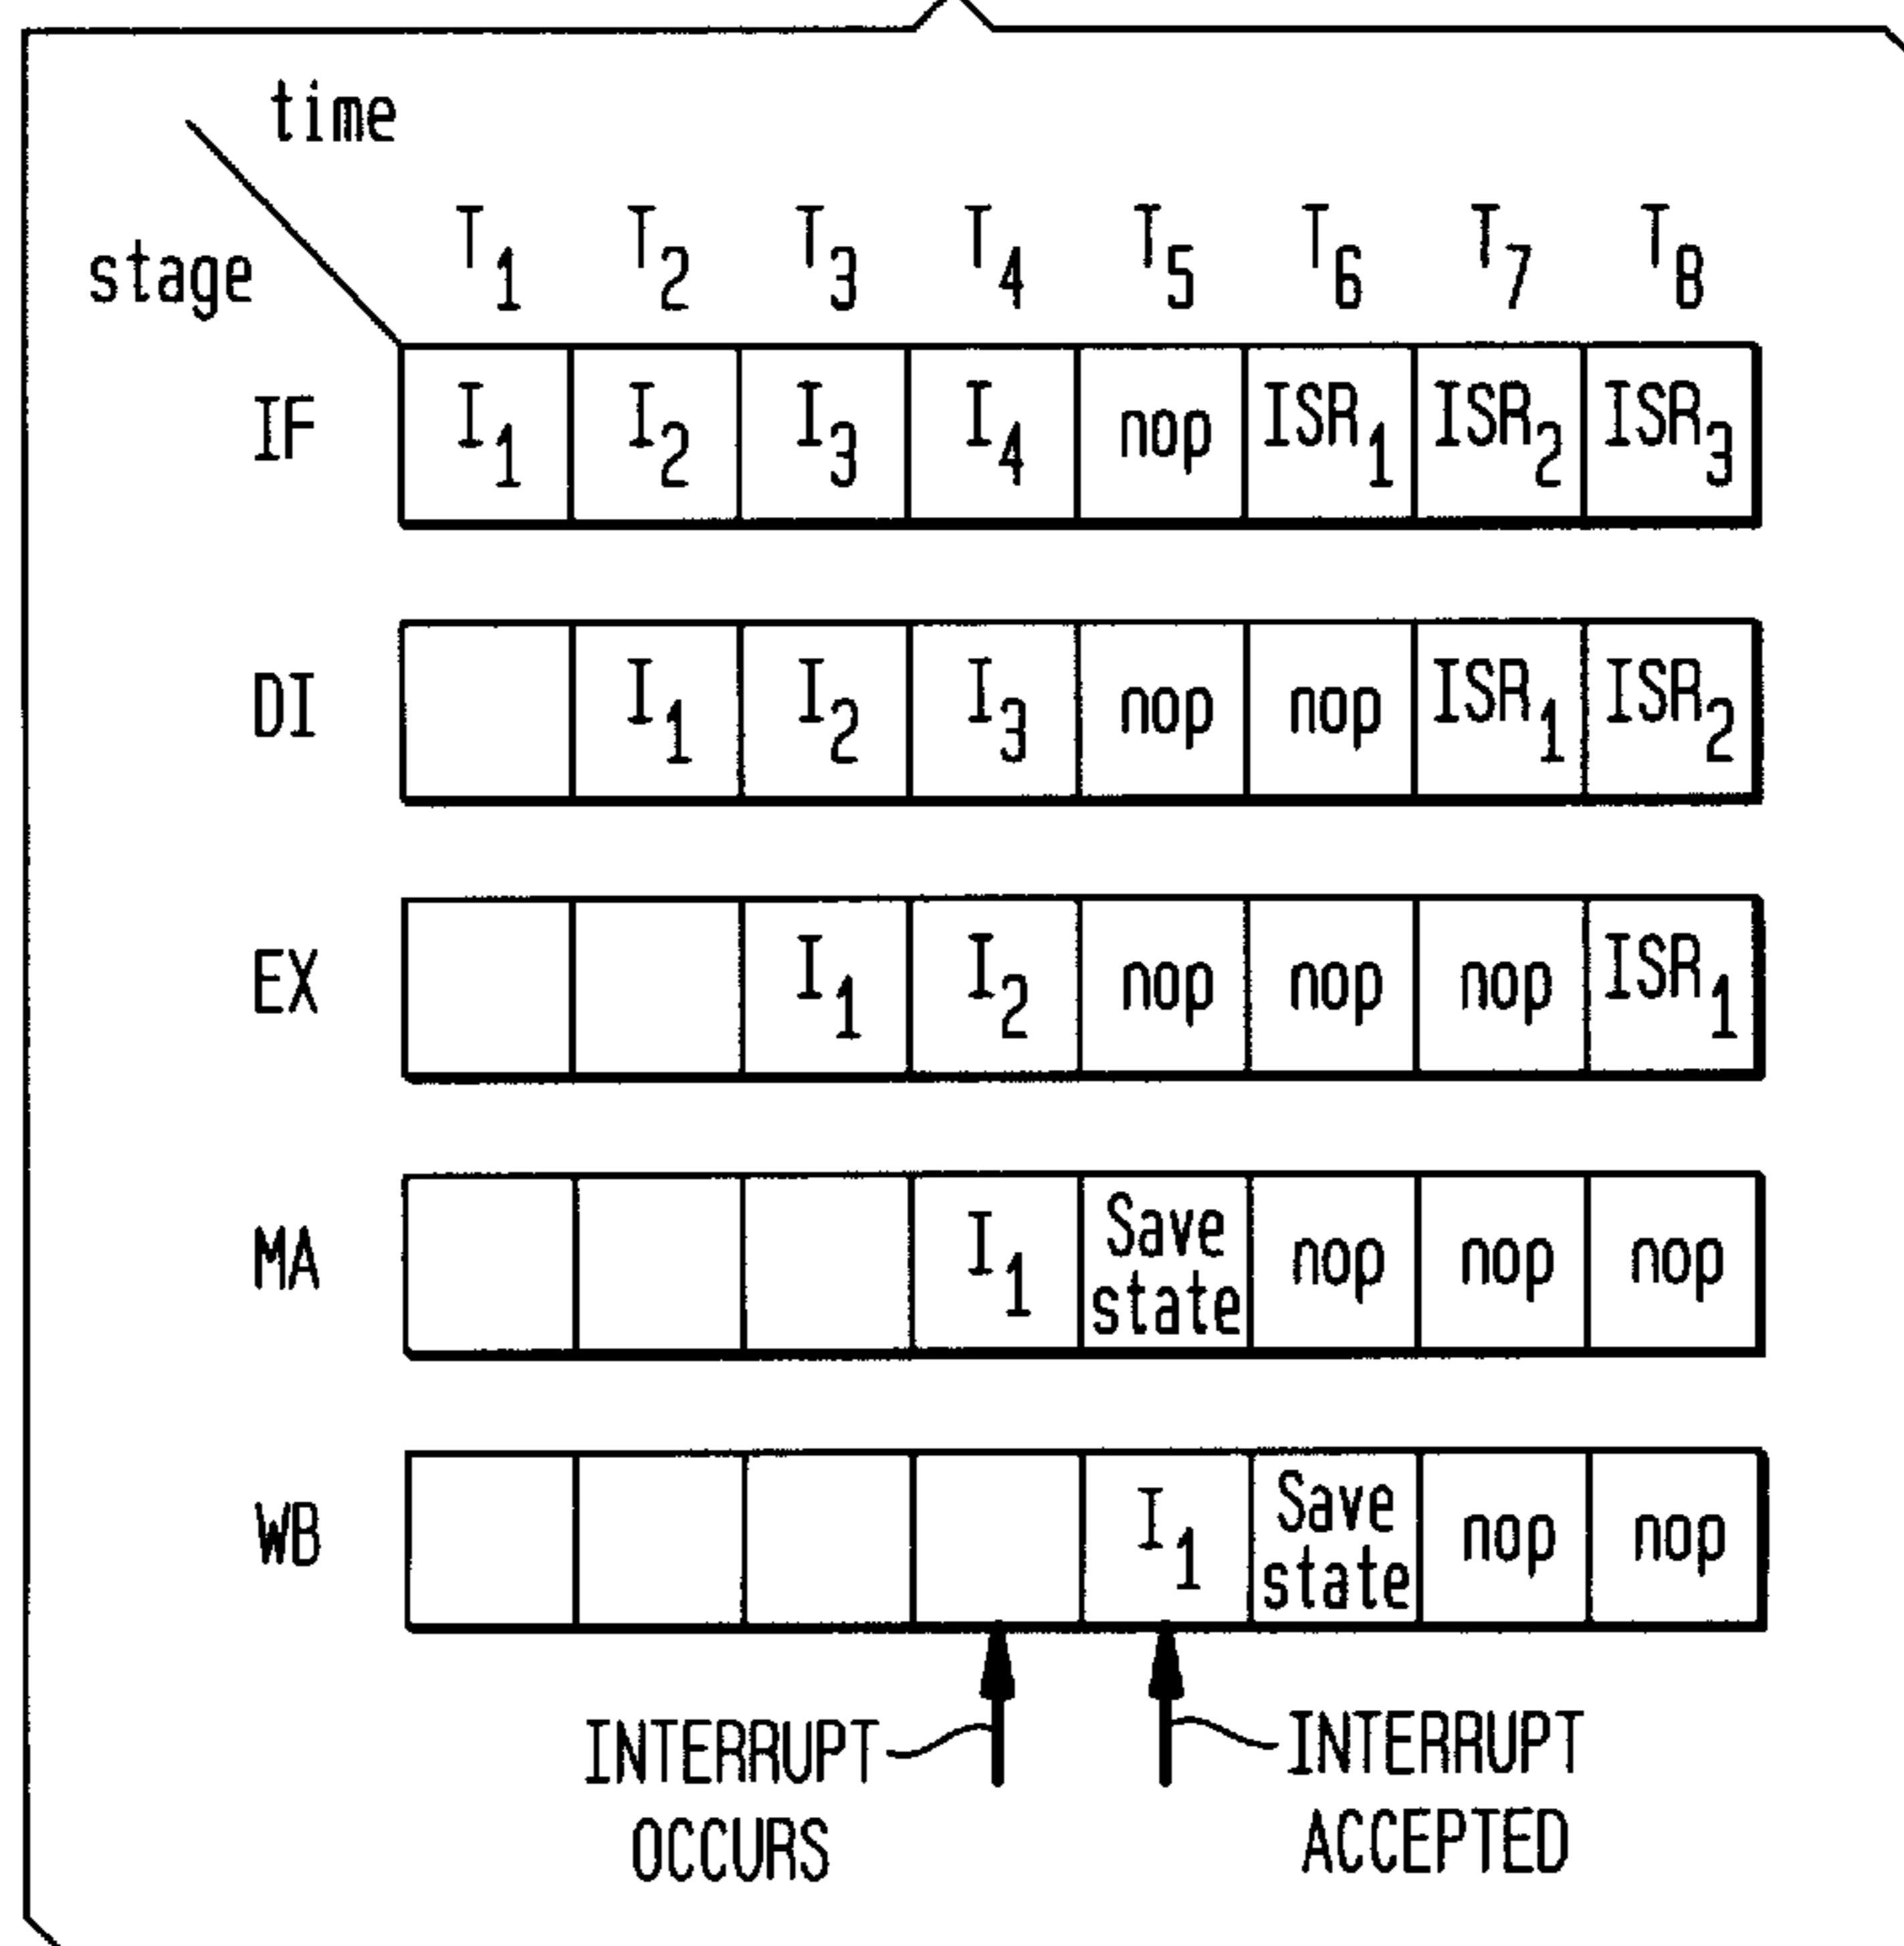 time
stage T1 T2 T3 T4 T5 T6 T7 T8
IF I1 I2 I3 I4 nop ISR1 ISR2 ISR3
DI I1 I2 I3 nop nop ISR1 ISR2
EX I1 I2 nop nop nop ISR1
MA I1 Save state nop nop nop
WB I1 Save state nop nop
INTERRUPT OCCURS
INTERRUPT ACCEPTED